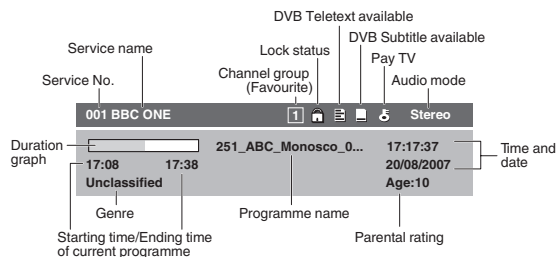 DVB Teletext available
DVB Subtitle available
Service name
Lock status
Pay TV
Service No.
Channel group
(Favourite)
Audio mode
001 BBC ONE 1 Stereo
Duration
graph
251_ABC_Monosco_0... 17:17:37
Time and
date
17:08 17:38 20/08/2007
Unclassified Age:10
Genre
Programme name
Parental rating
Starting time/Ending time
of current programme